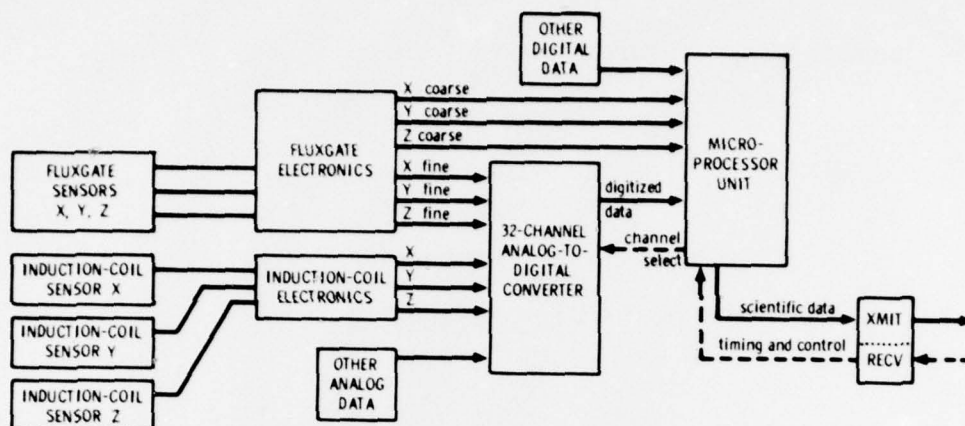 OTHER
DIGITAL
DATA
X coarse
Y coarse
Z coarse
MICRO-
PROCESSOR
UNIT
FLUXGATE
ELECTRONICS
FLUXGATE
SENSORS
X, Y, Z
X fine
Y fine
Z fine
digitized
data
32-CHANNEL
ANALOG-TO-
DIGITAL
CONVERTER
channel
select
INDUCTION-COIL
SENSOR X
INDUCTION-COIL
ELECTRONICS
X
Y
Z
INDUCTION-COIL
SENSOR Y
INDUCTION-COIL
SENSOR Z
OTHER
ANALOG
DATA
scientific data
timing and control
XMIT
RECV